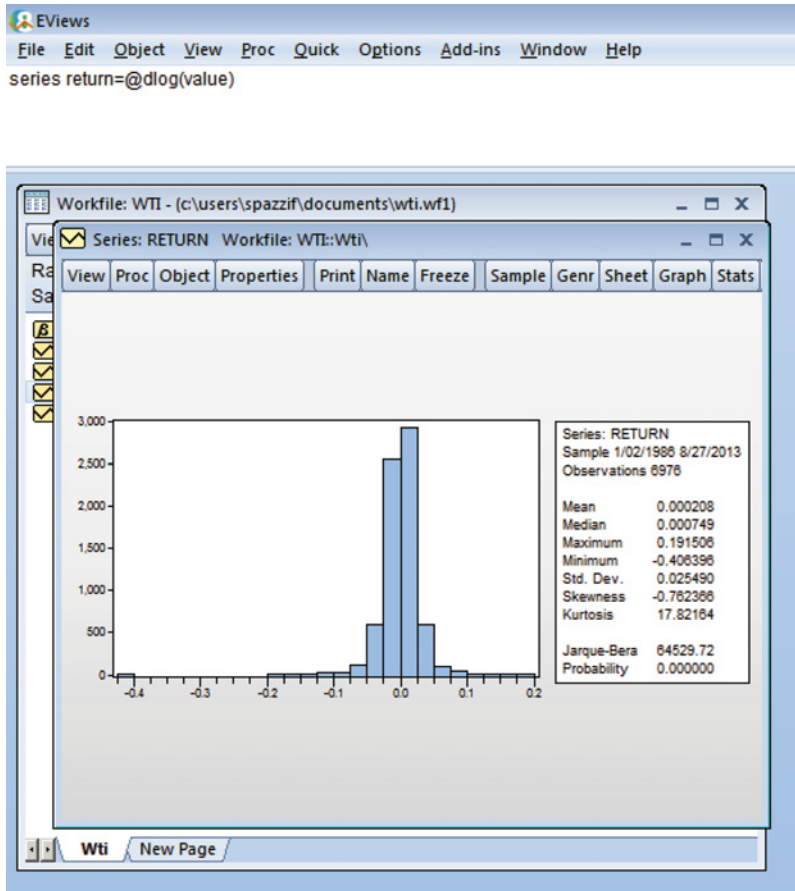 EViews
File Edit Object View Proc Quick Options Add-ins Window Help
series return=@dlog(value)
Workfile: WTI - (c:\users\spazzif\documents\wti.wf1)
Vie
Series: RETURN Workfile: WTI::Wti\
Ra
View Proc Object Properties Print Name Freeze Sample Genr Sheet Graph Stats
Sa
3,000
2,500
2,000
1,500
1,000
500
0
-0.4 -0.3 -0.2 -0.1 0.0 0.1 0.2
Series: RETURN
Sample 1/02/1986 8/27/2013
Observations 6976
Mean 0.000208
Median 0.000749
Maximum 0.191506
Minimum -0.406396
Std. Dev. 0.025490
Skewness -0.762366
Kurtosis 17.82164
Jarque-Bera 64529.72
Probability 0.000000
Wti New Page